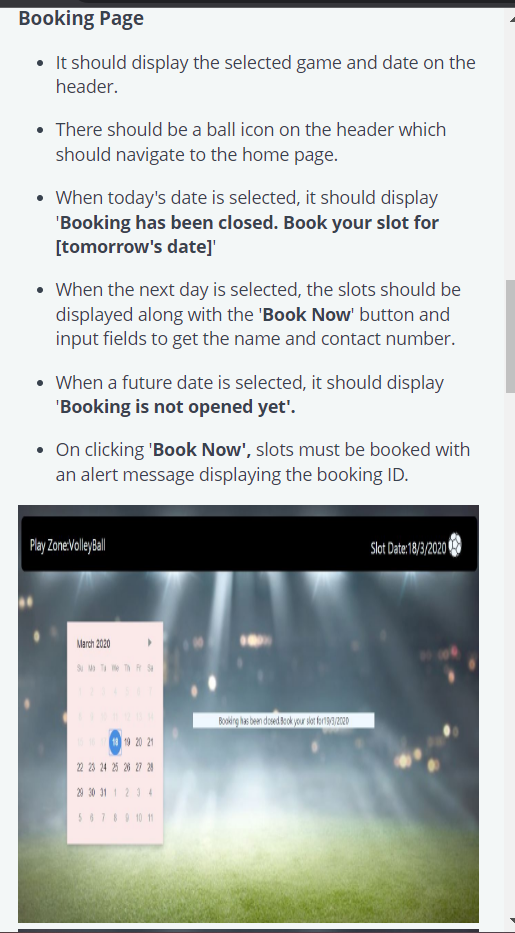 Booking Page
It should display the selected game and date on the
header.
There should be a ball icon on the header which
should navigate to the home page.
When today's date is selected, it should display
'Booking has been closed. Book your slot for
[tomorrow's date]'
When the next day is selected, the slots should be
displayed along with the 'Book Now' button and
input fields to get the name and contact number.
When a future date is selected, it should display
'Booking is not opened yet'.
On clicking 'Book Now', slots must be booked with
an alert message displaying the booking ID.
Play Zone:VolleyBall
Slot Date:18/3/2020
March 2020
Su Mo Tu We Th Fr Sa
18 19 20 21
Booking has been closed.Book your slot for19/3/2020
22 23 24 25 26 27 28
29 30 31 1 2 3 4
5 6 7 8 9 10 11